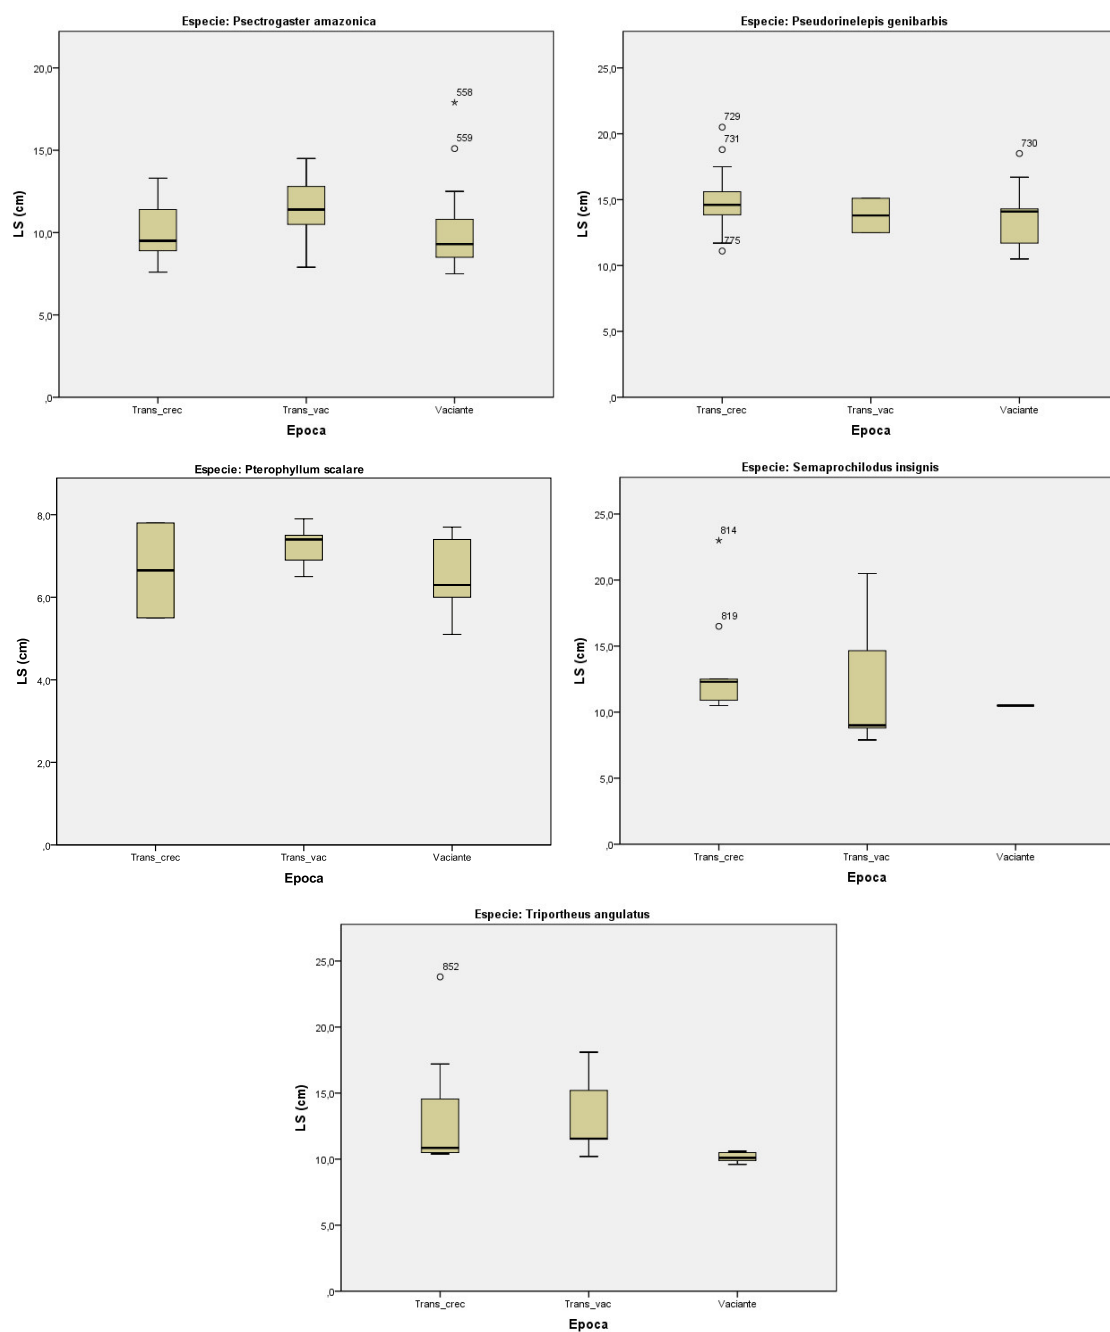 Especie: Psectrogaster amazonica
20,0
15,0
10,0
5,0
,0
LS (cm)
558
559
Trans_crec
Trans_vac
Vaciante
Epoca
Especie: Pseudorinelepis genibarbis
25,0
20,0
15,0
10,0
5,0
,0
LS (cm)
729
731
775
730
Trans_crec
Trans_vac
Vaciante
Epoca
Especie: Pterophyllum scalare
8,0
6,0
4,0
2,0
,0
LS (cm)
Trans_crec
Trans_vac
Vaciante
Epoca
Especie: Semaprochilodus insignis
25,0
20,0
15,0
10,0
5,0
,0
LS (cm)
814
819
Trans_crec
Trans_vac
Vaciante
Epoca
Especie: Triportheus angulatus
25,0
20,0
15,0
10,0
5,0
,0
LS (cm)
852
Trans_crec
Trans_vac
Vaciante
Epoca